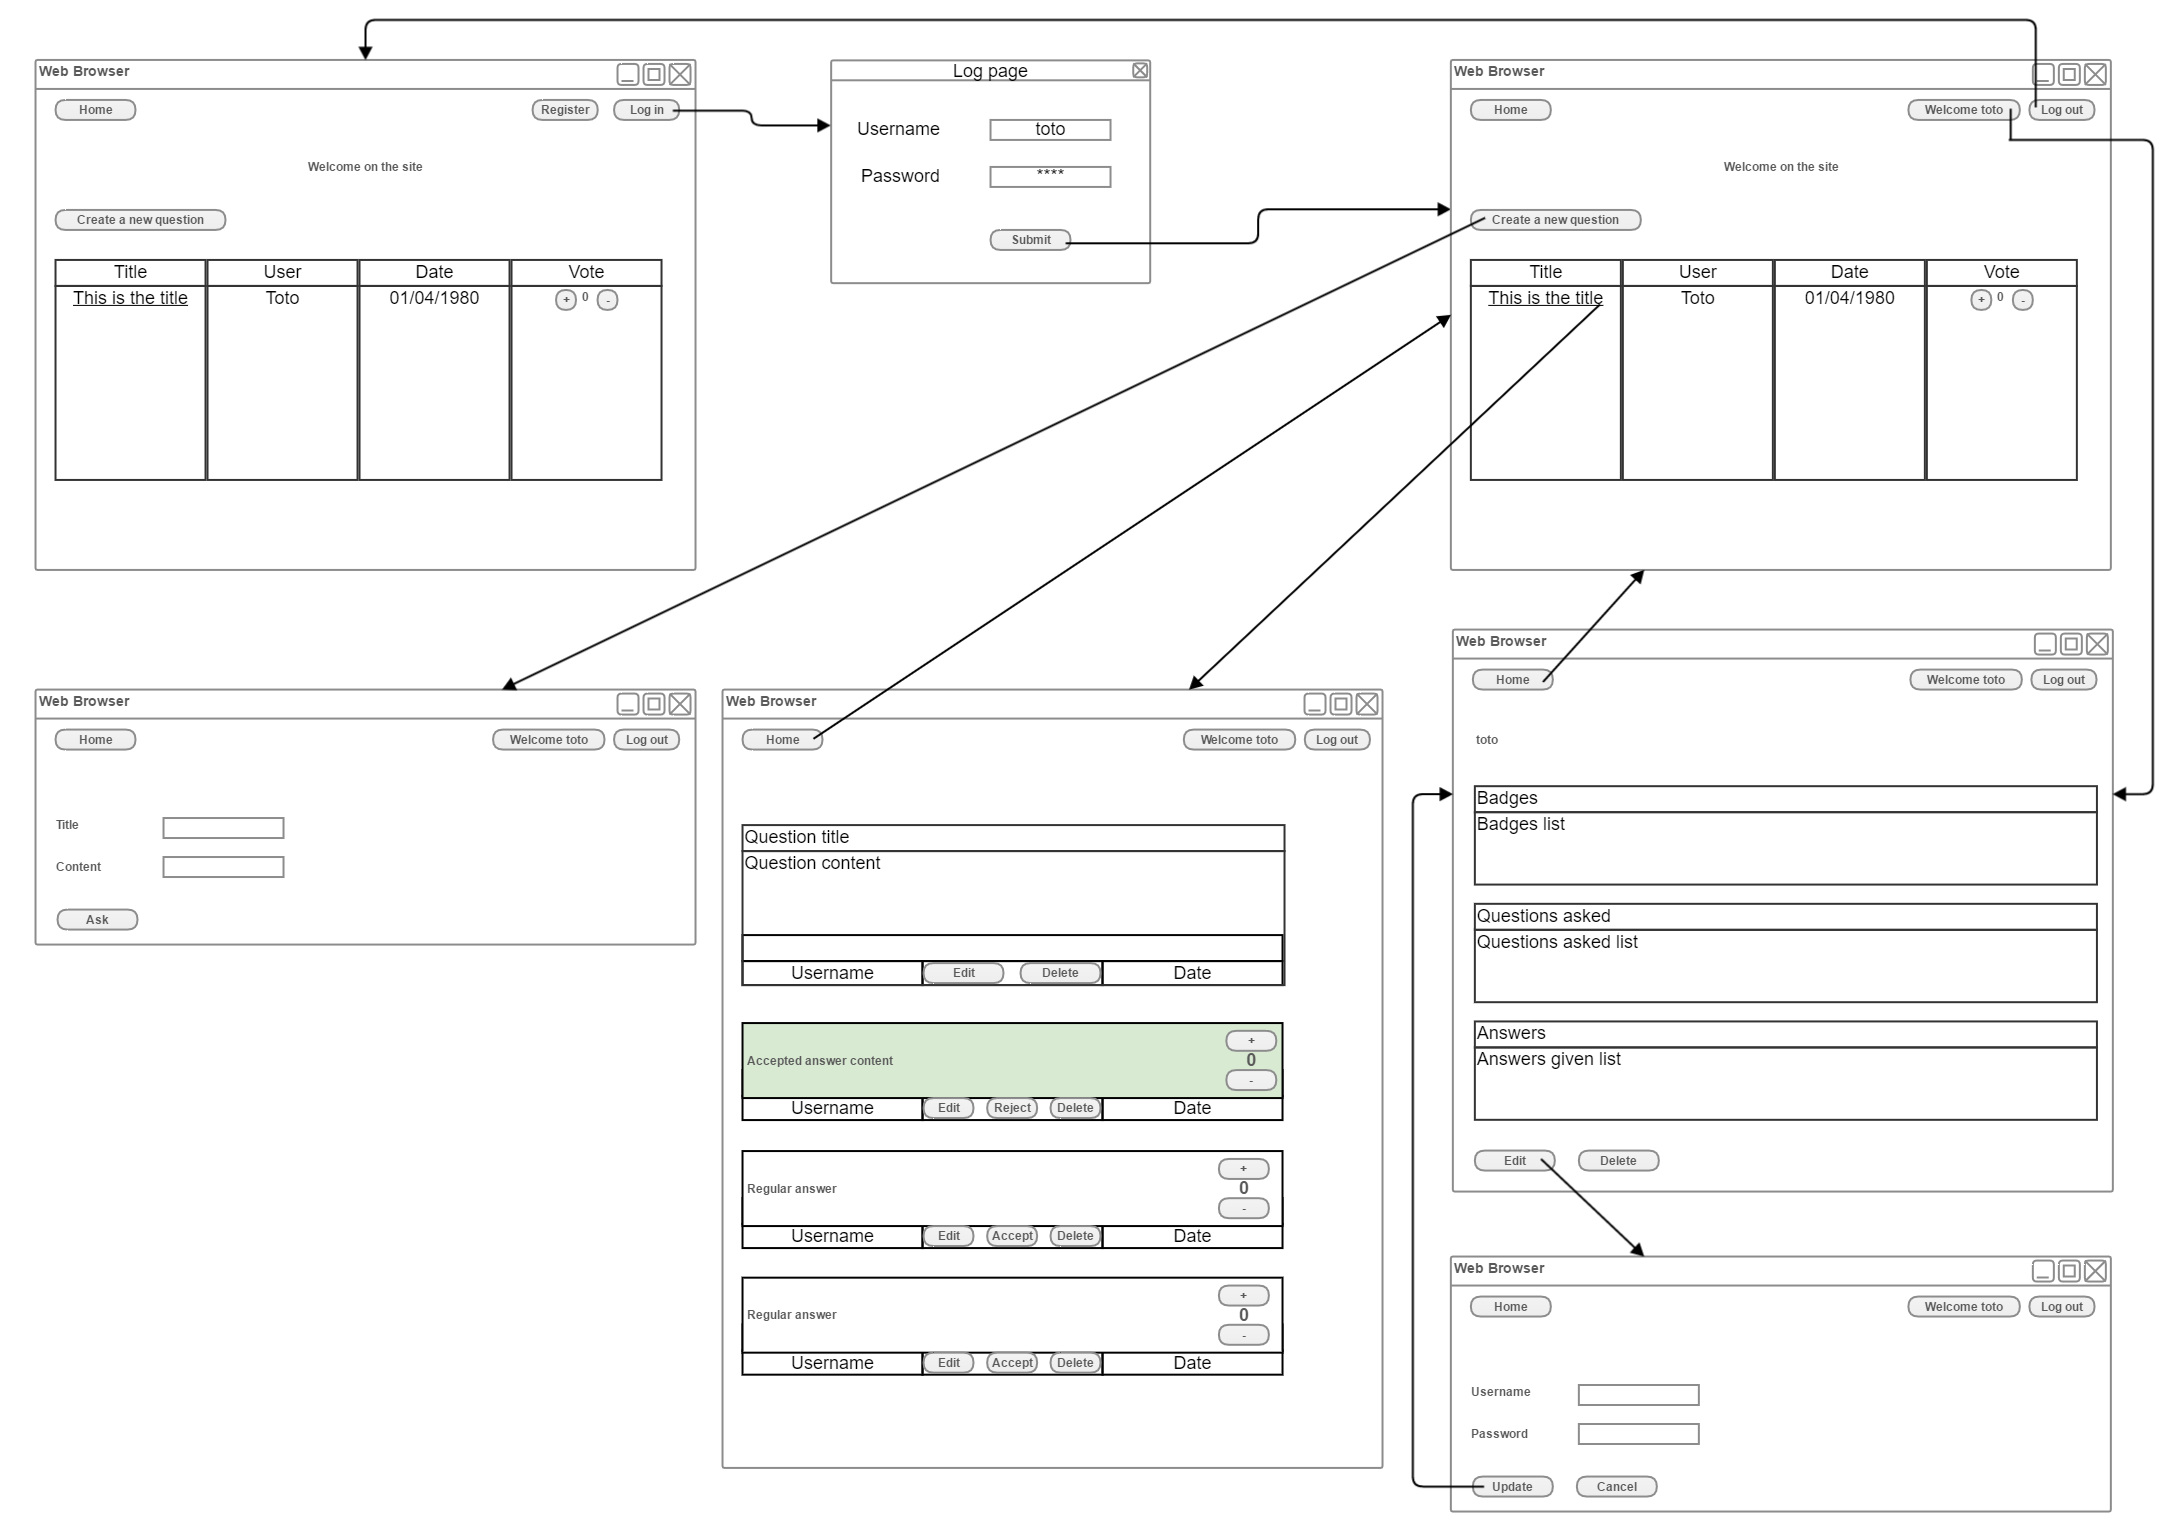 Web Browser
Home
Register
Log in
Welcome on the site
Create a new question
Title User Date Vote
This is the title Toto 01/04/1980 + 0 -
Log page
Username toto
Password ****
Submit
Web Browser
Home
Welcome toto
Log out
Welcome on the site
Create a new question
Title User Date Vote
This is the title Toto 01/04/1980 + 0 -
Web Browser
Home
Welcome toto
Log out
Title
Content
Ask
Web Browser
Home
Welcome toto
Log out
Question title
Question content
Username Edit Delete Date
+
Accepted answer content 0
-
Username Edit Reject Delete Date
+
Regular answer 0
-
Username Edit Accept Delete Date
+
Regular answer 0
-
Username Edit Accept Delete Date
Web Browser
Home
Welcome toto
Log out
toto
Badges
Badges list
Questions asked
Questions asked list
Answers
Answers given list
Edit
Delete
Web Browser
Home
Welcome toto
Log out
Username
Password
Update
Cancel